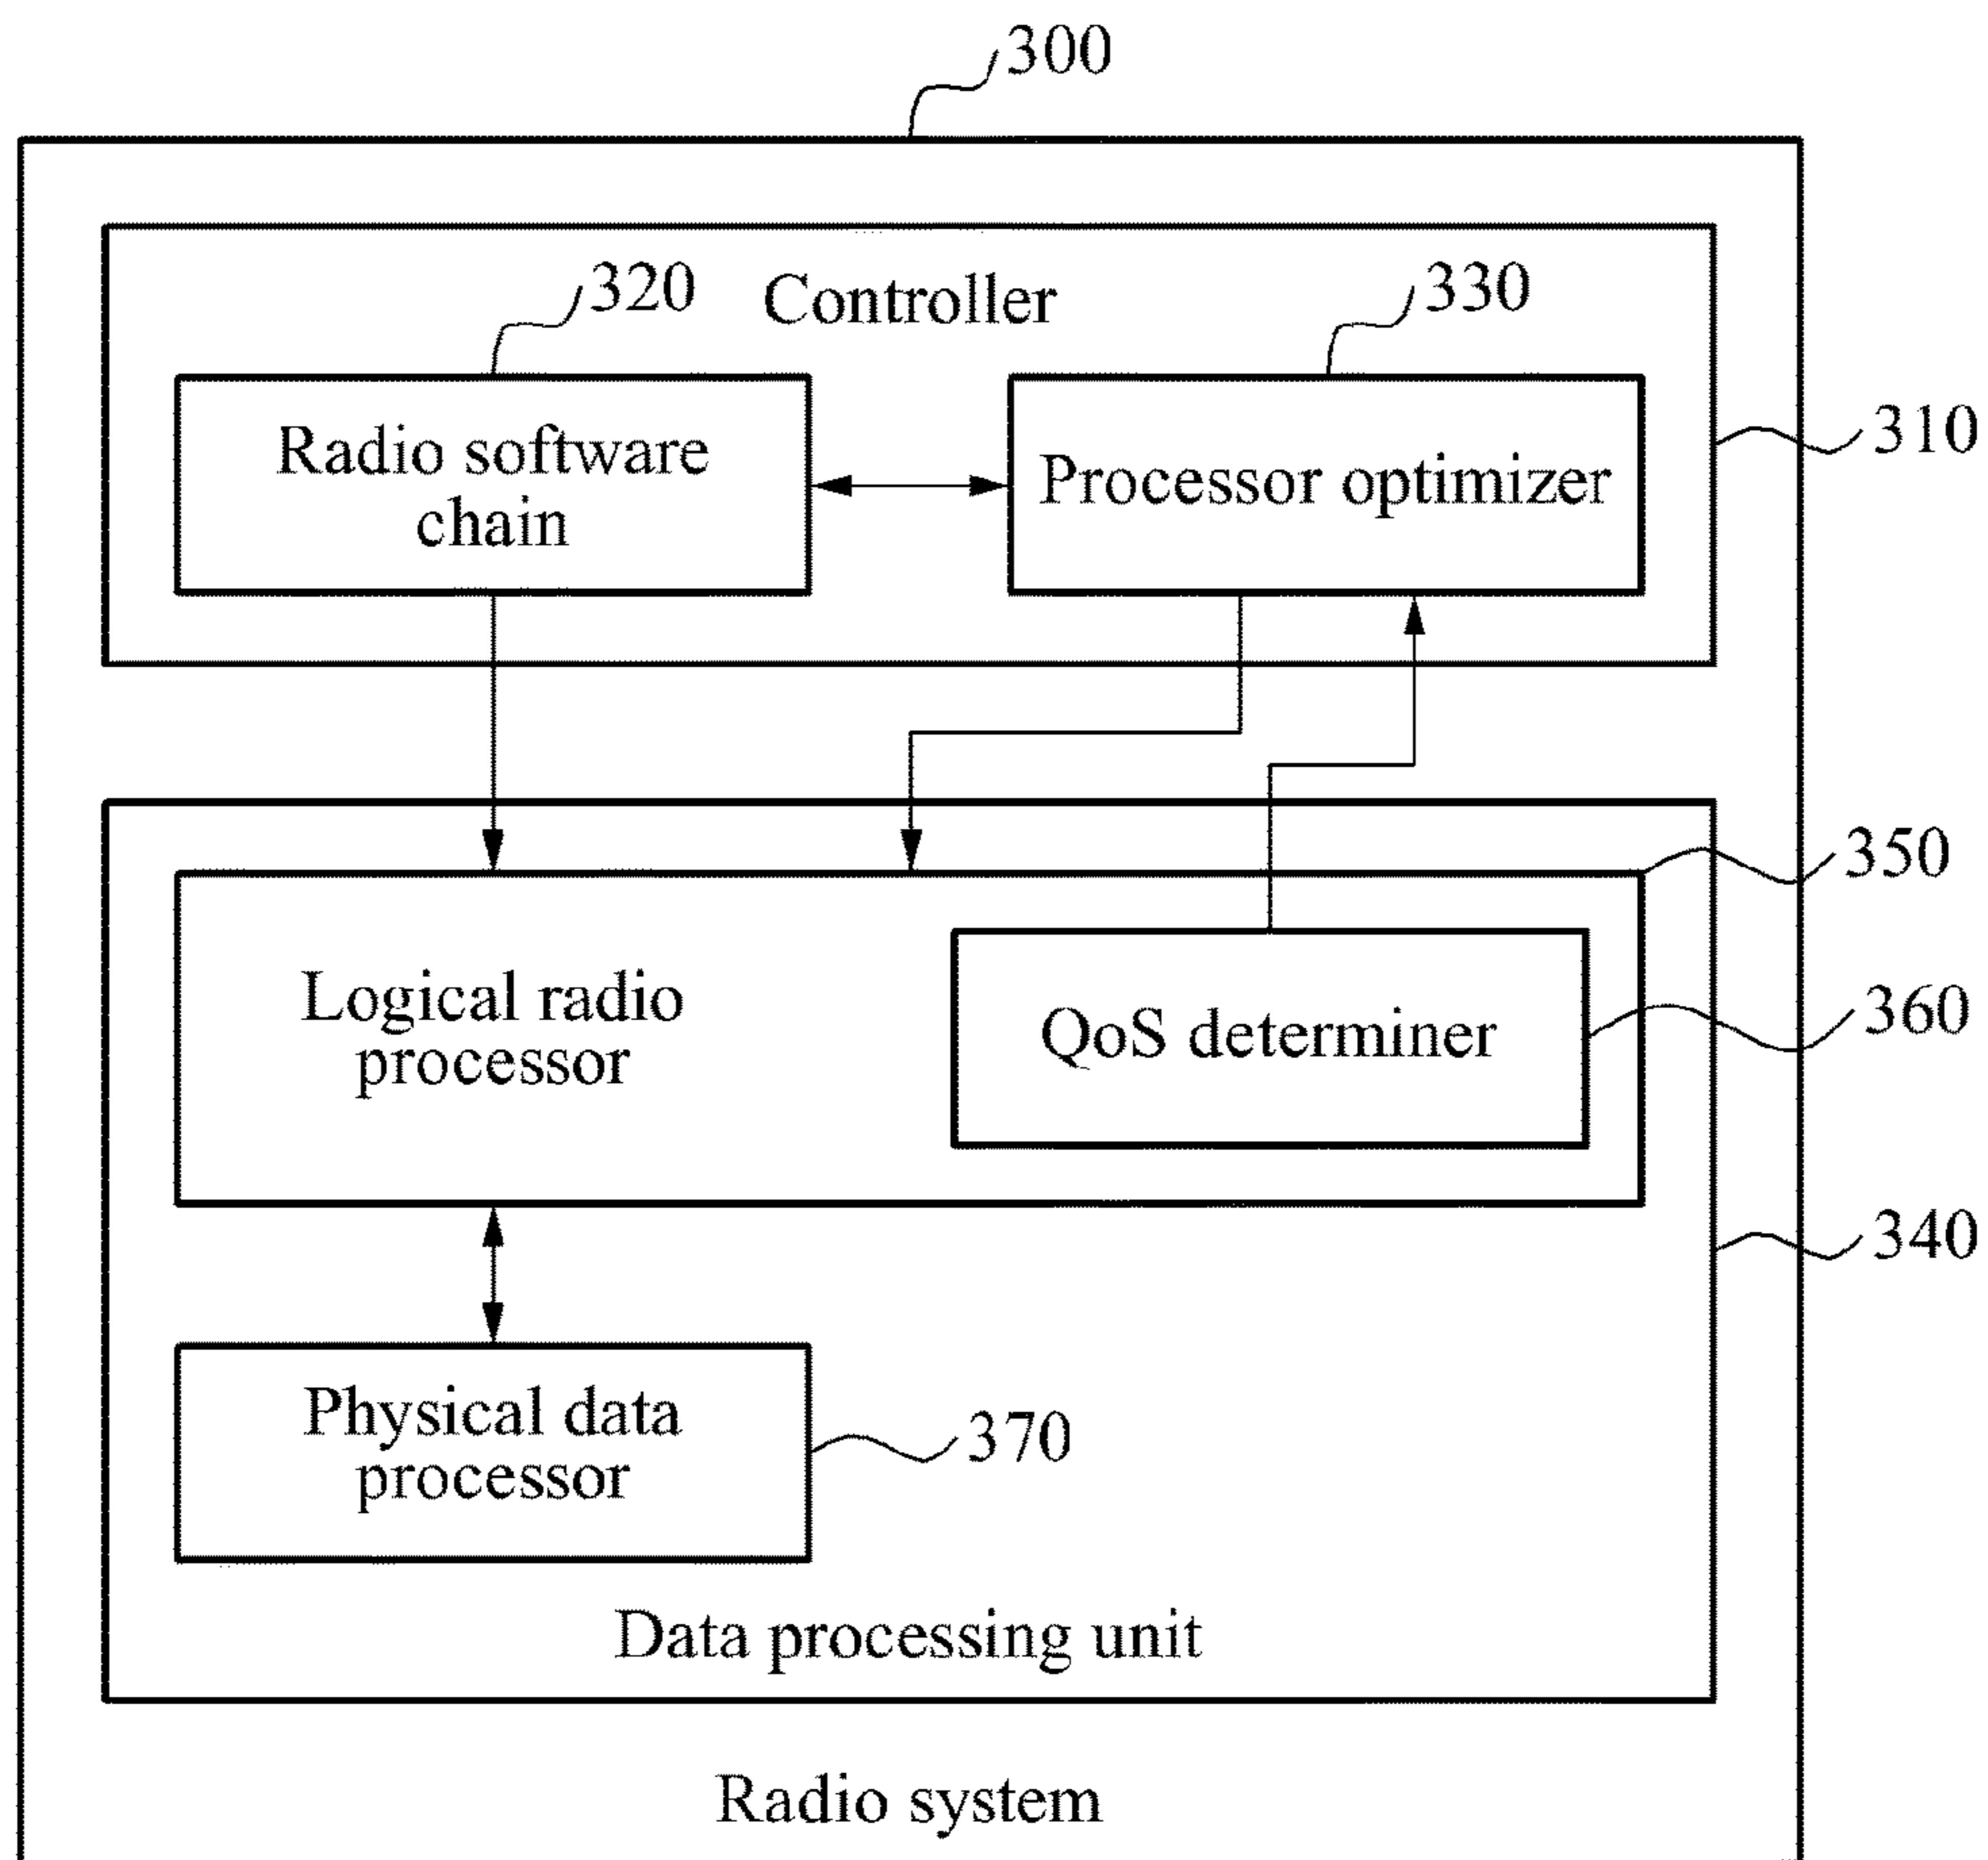 300
320
Controller
330
Radio software
chain
Processor optimizer
310
350
Logical radio
processor
QoS determiner
360
340
Physical data
processor
370
Data processing unit
Radio system